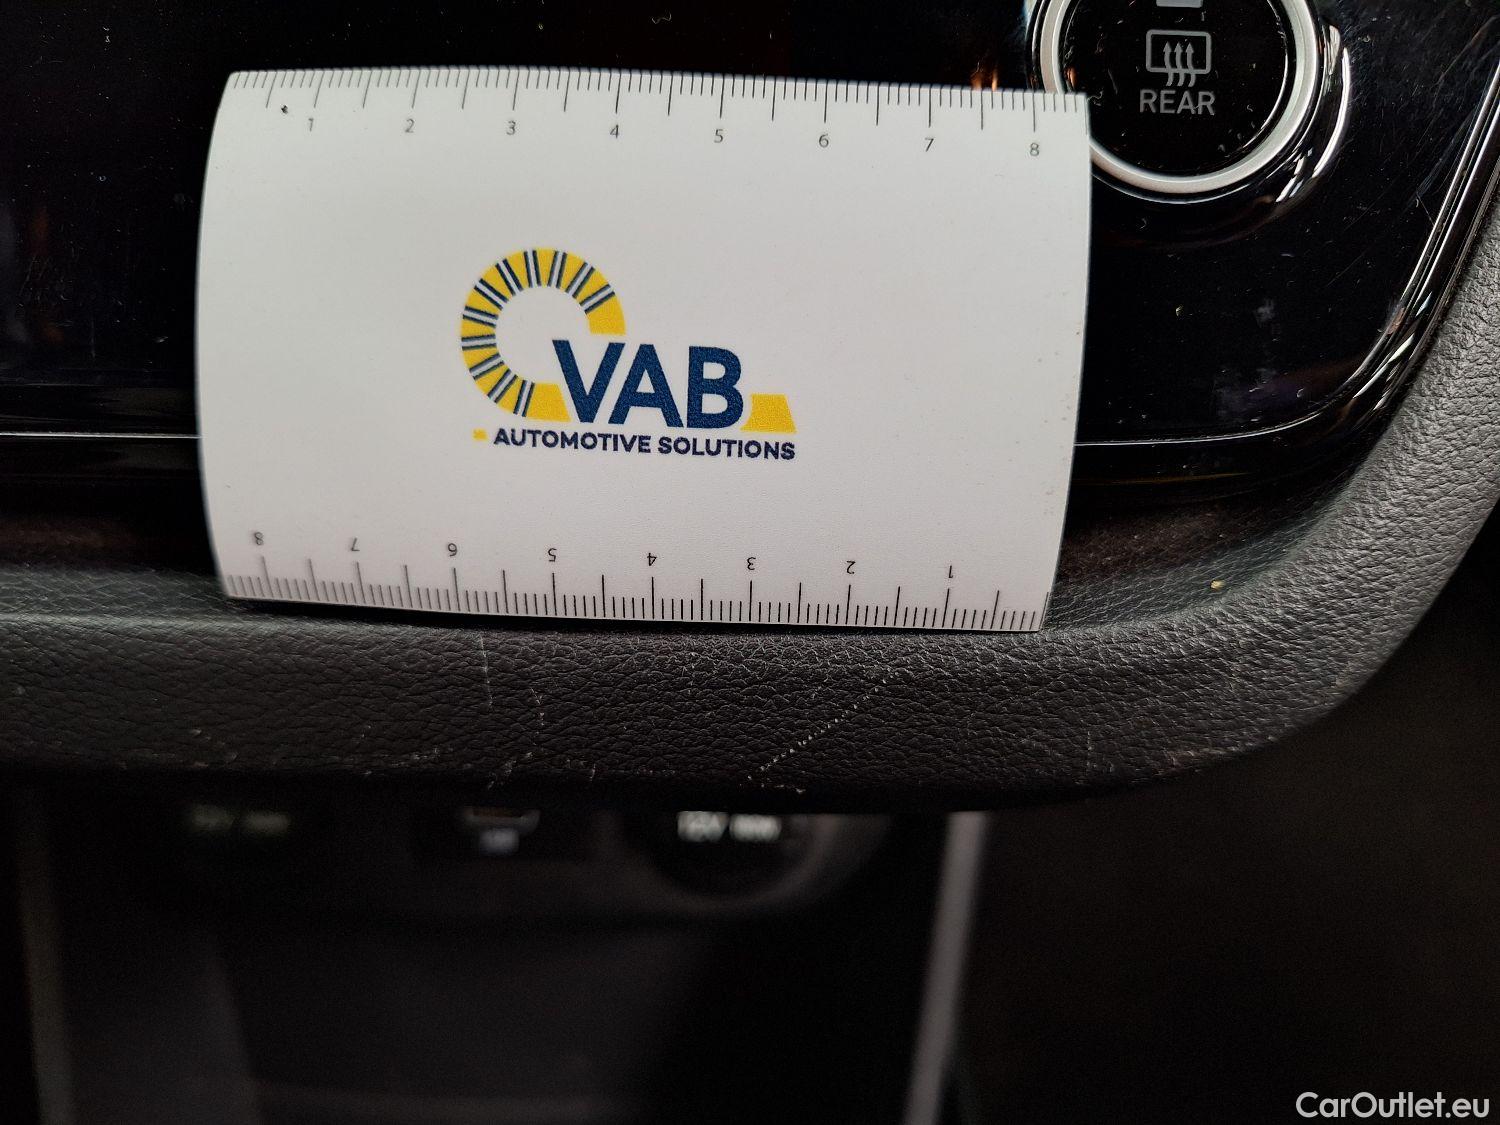 REAR
1 2 3 4 5 6 7 8
VAB
AUTOMOTIVE SOLUTIONS
8 7 6 5 4 3 2 1
12V
CarOutlet.eu